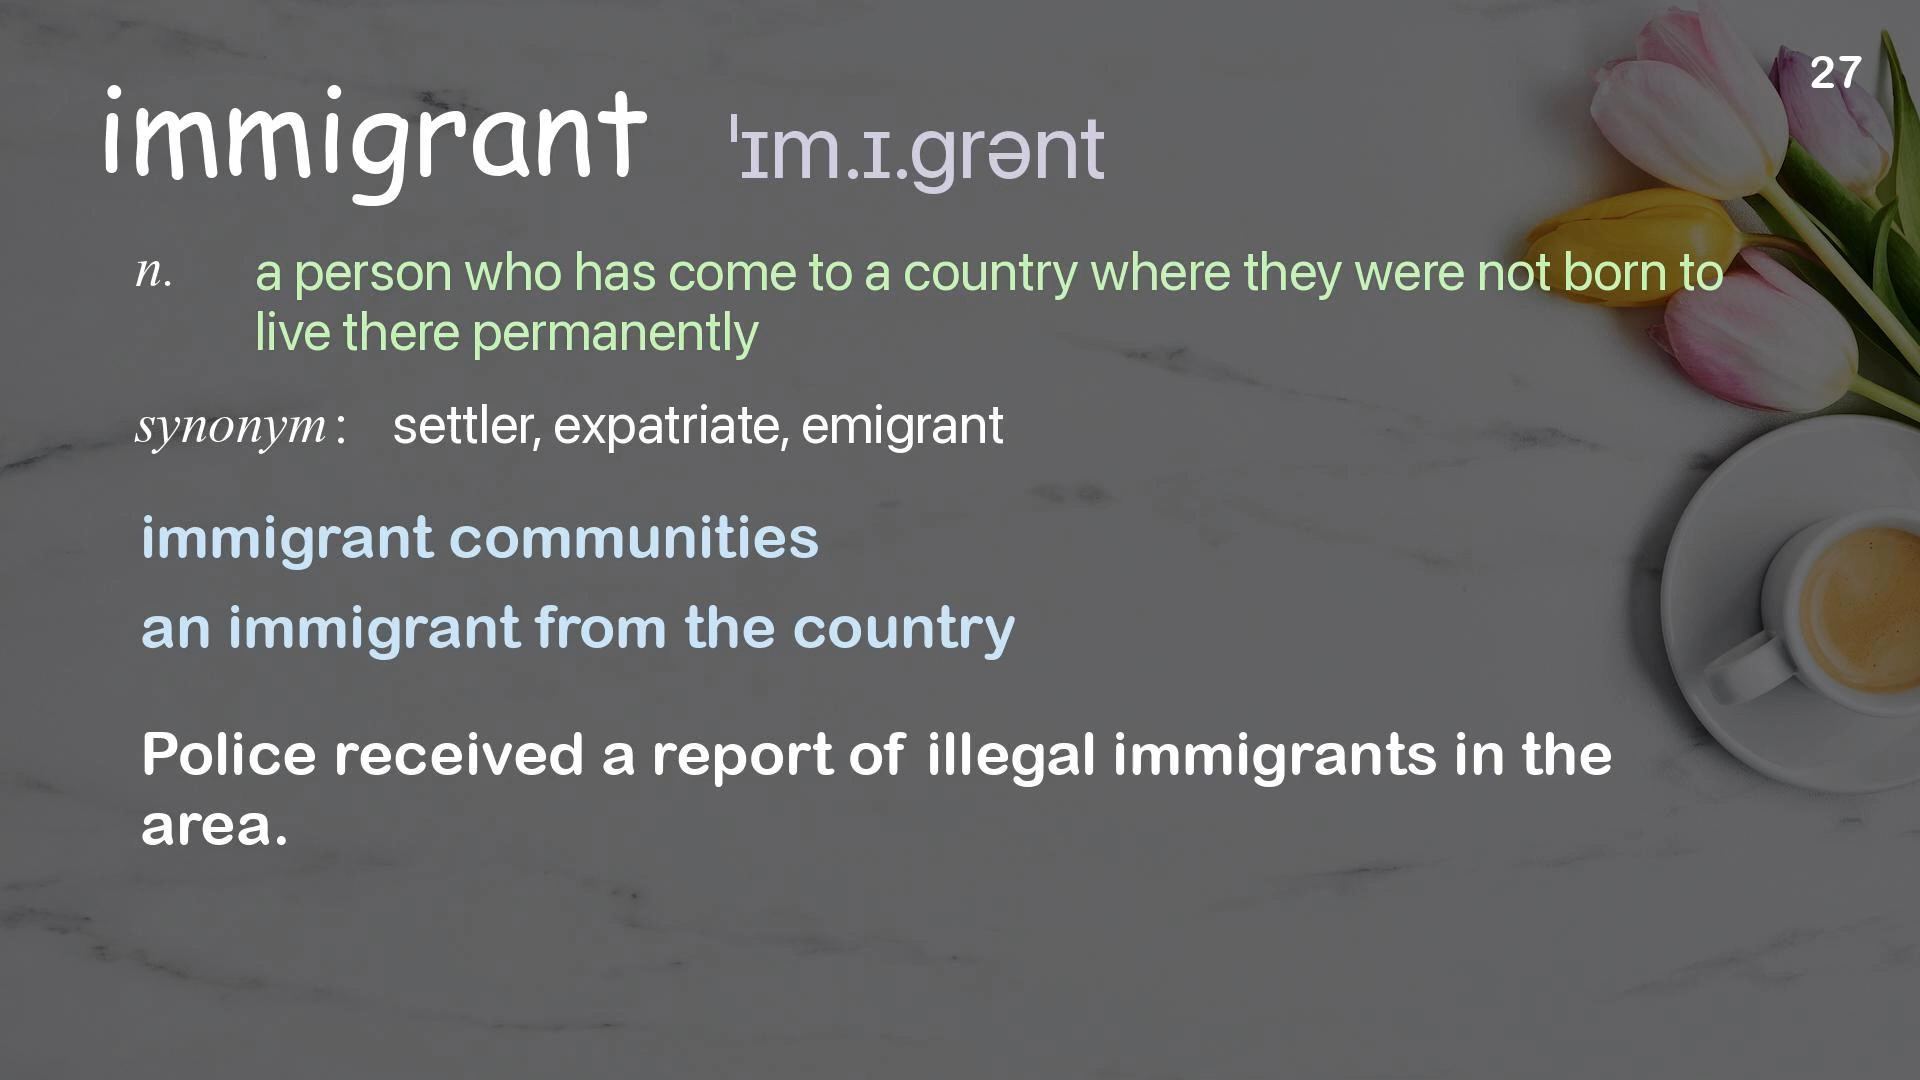 27
immigrant ˈɪm.ɪ.ɡrənt
n. a person who has come to a country where they were not born to
live there permanently
synonym: settler, expatriate, emigrant
immigrant communities
an immigrant from the country
Police received a report of illegal immigrants in the
area.